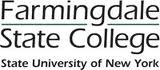 Farmingdale
State College
State University of New York